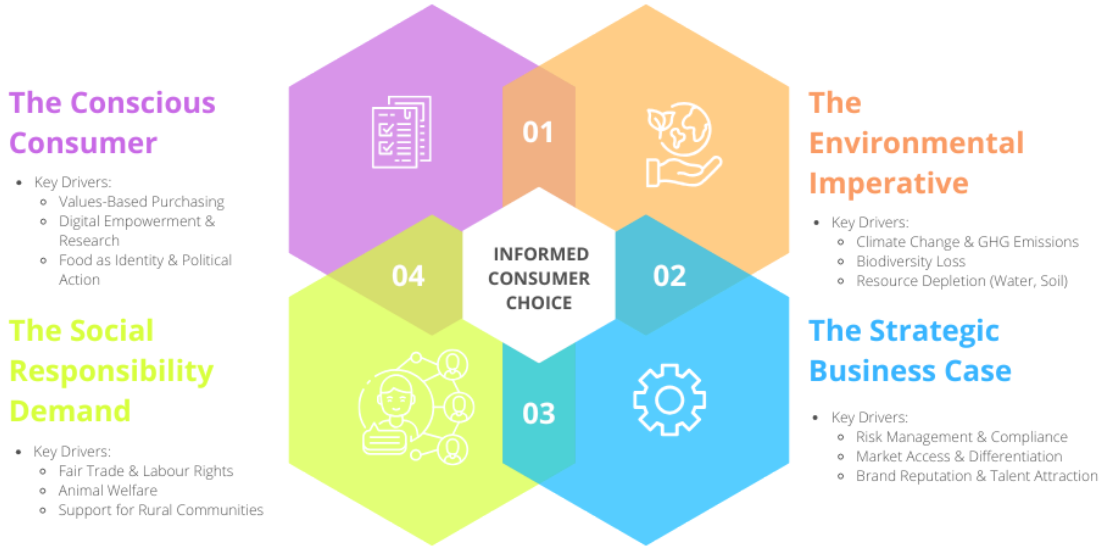 The Conscious
Consumer
Key Drivers:
Values-Based Purchasing
Digital Empowerment &
Research
Food as Identity & Political
Action
The Social
Responsibility
Demand
Key Drivers:
Fair Trade & Labour Rights
Animal Welfare
Support for Rural Communities
01
04
INFORMED
CONSUMER
CHOICE
02
03
The
Environmental
Imperative
Key Drivers:
Climate Change & GHG Emissions
Biodiversity Loss
Resource Depletion (Water, Soil)
The Strategic
Business Case
Key Drivers:
Risk Management & Compliance
Market Access & Differentiation
Brand Reputation & Talent Attraction